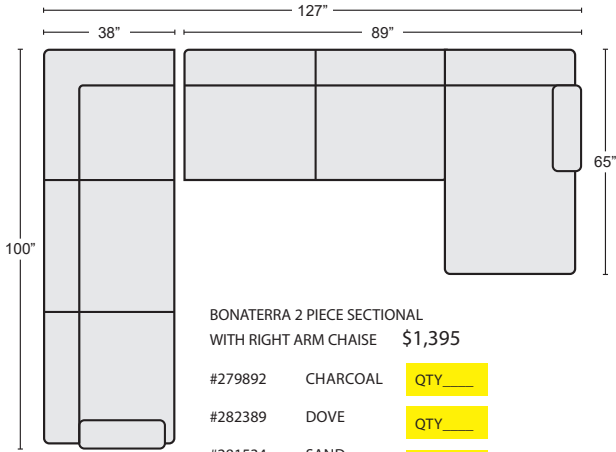 127”
38”
89”
65”
100”
BONATERRA 2 PIECE SECTIONAL
WITH RIGHT ARM CHAISE $1,395
#279892 CHARCOAL QTY____
#282389 DOVE QTY____